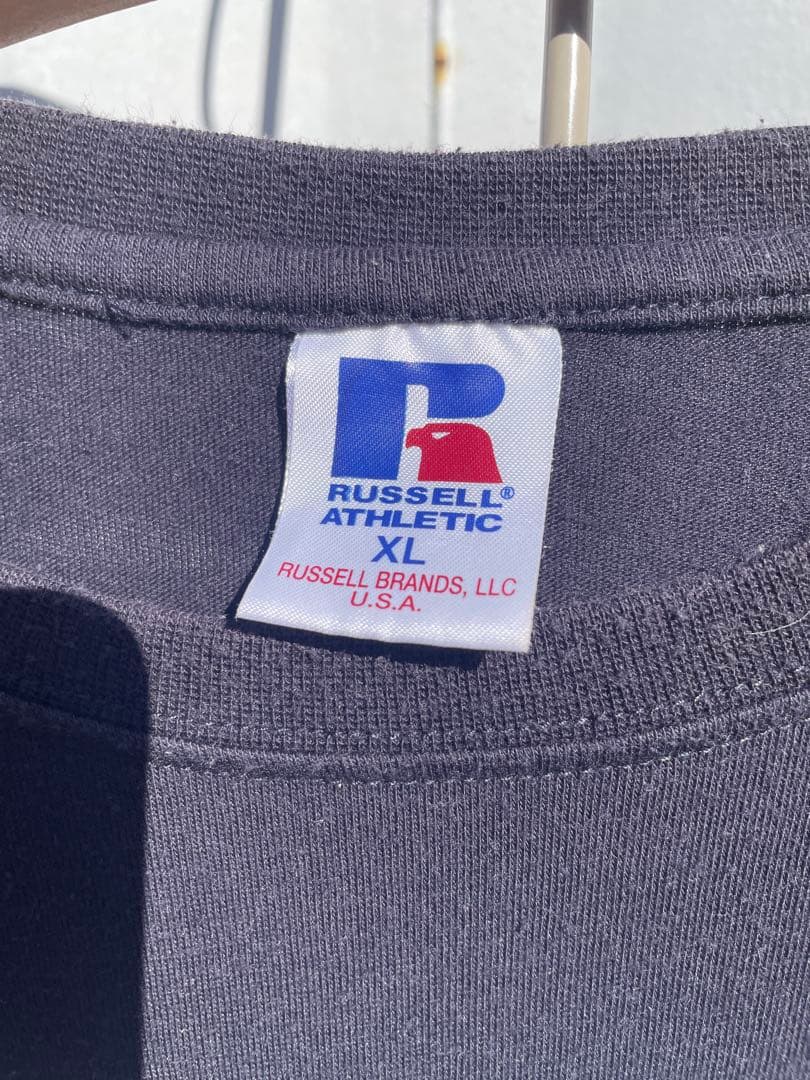 RUSSELL®
ATHLETIC
XL
RUSSELL BRANDS, LLC
U.S.A.